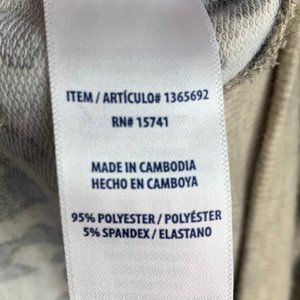 ITEM / ARTÍCULO# 1365692
RN# 15741
MADE IN CAMBODIA
HECHO EN CAMBOYA
95% POLYESTER / POLYÉSTER
5% SPANDEX / ELASTANO